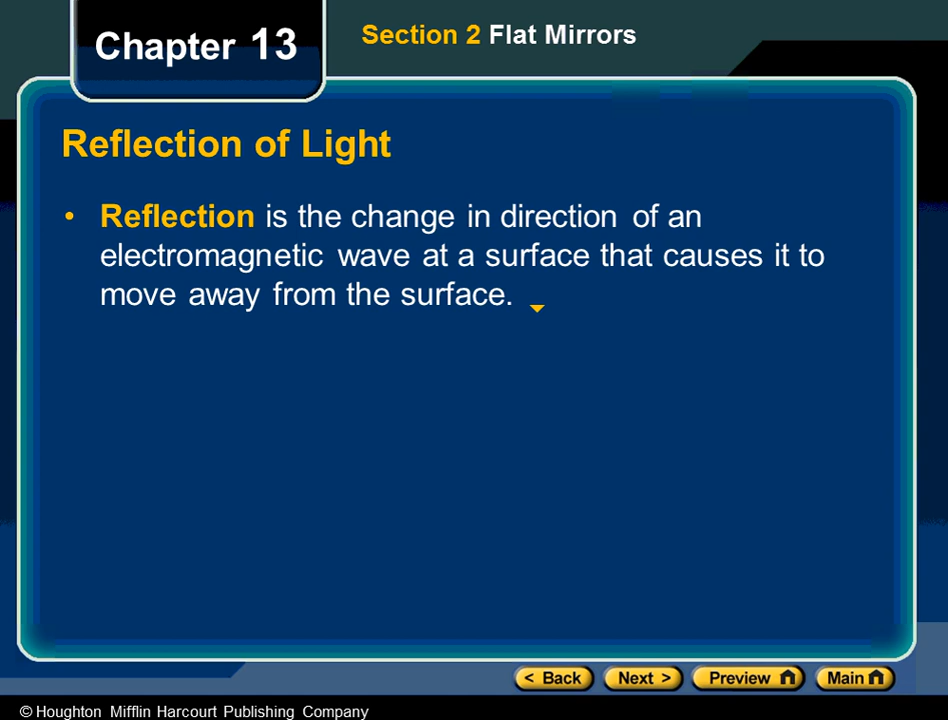 Chapter 13
Section 2 Flat Mirrors
Reflection of Light
• Reflection is the change in direction of an
electromagnetic wave at a surface that causes it to
move away from the surface.
< Back
Next >
Preview
Main
© Houghton Mifflin Harcourt Publishing Company